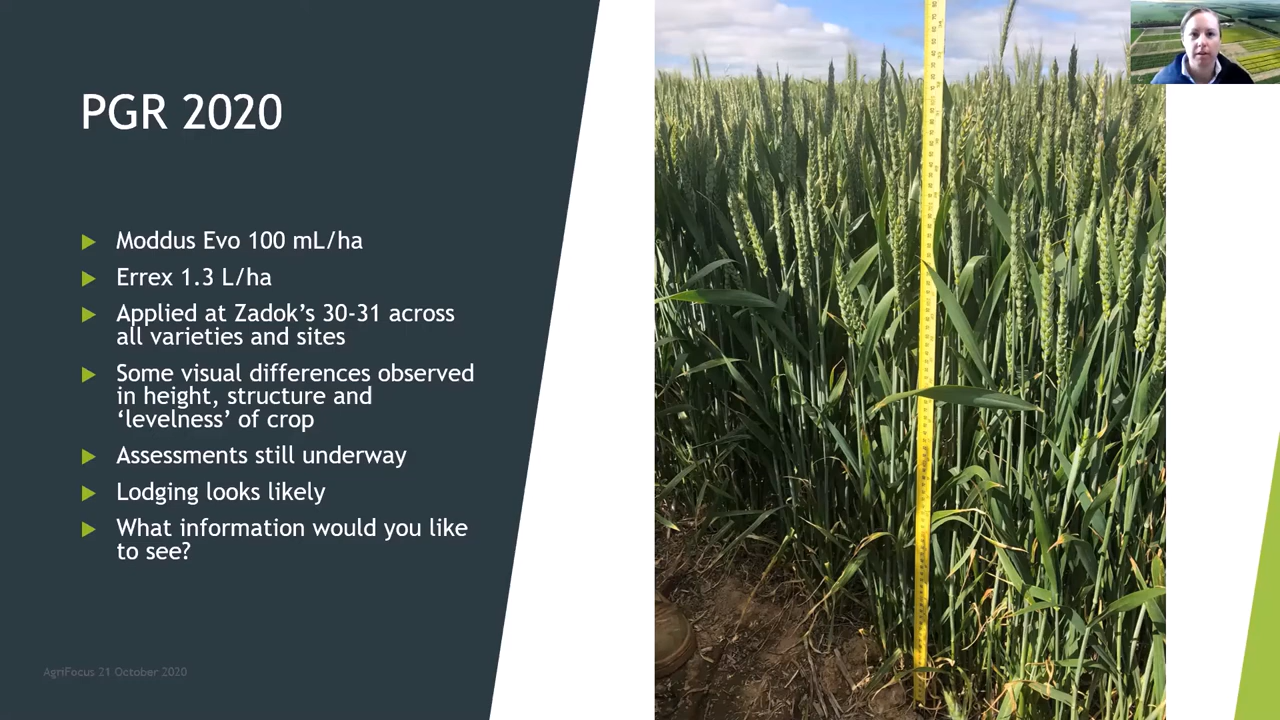 PGR 2020
Moddus Evo 100 mL/ha
Errex 1.3 L/ha
Applied at Zadok’s 30-31 across
all varieties and sites
Some visual differences observed
in height, structure and
‘levelness’ of crop
Assessments still underway
Lodging looks likely
What information would you like
to see?
AgriFocus 21 October 2020